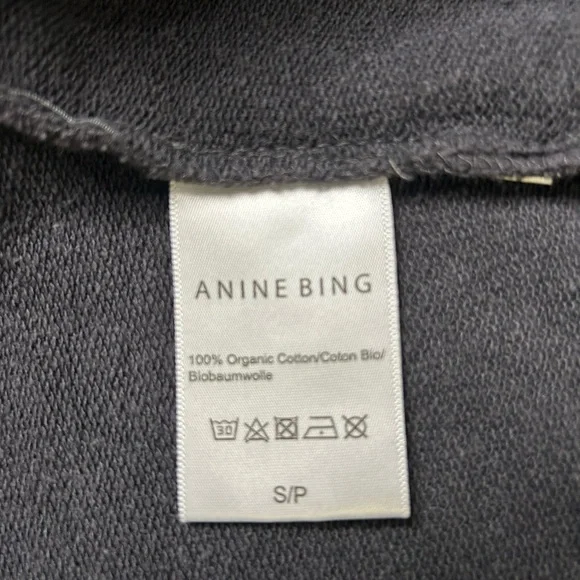 ANINE BING
100% Organic Cotton/Coton Bio/
Biobaumwolle
30
S/P